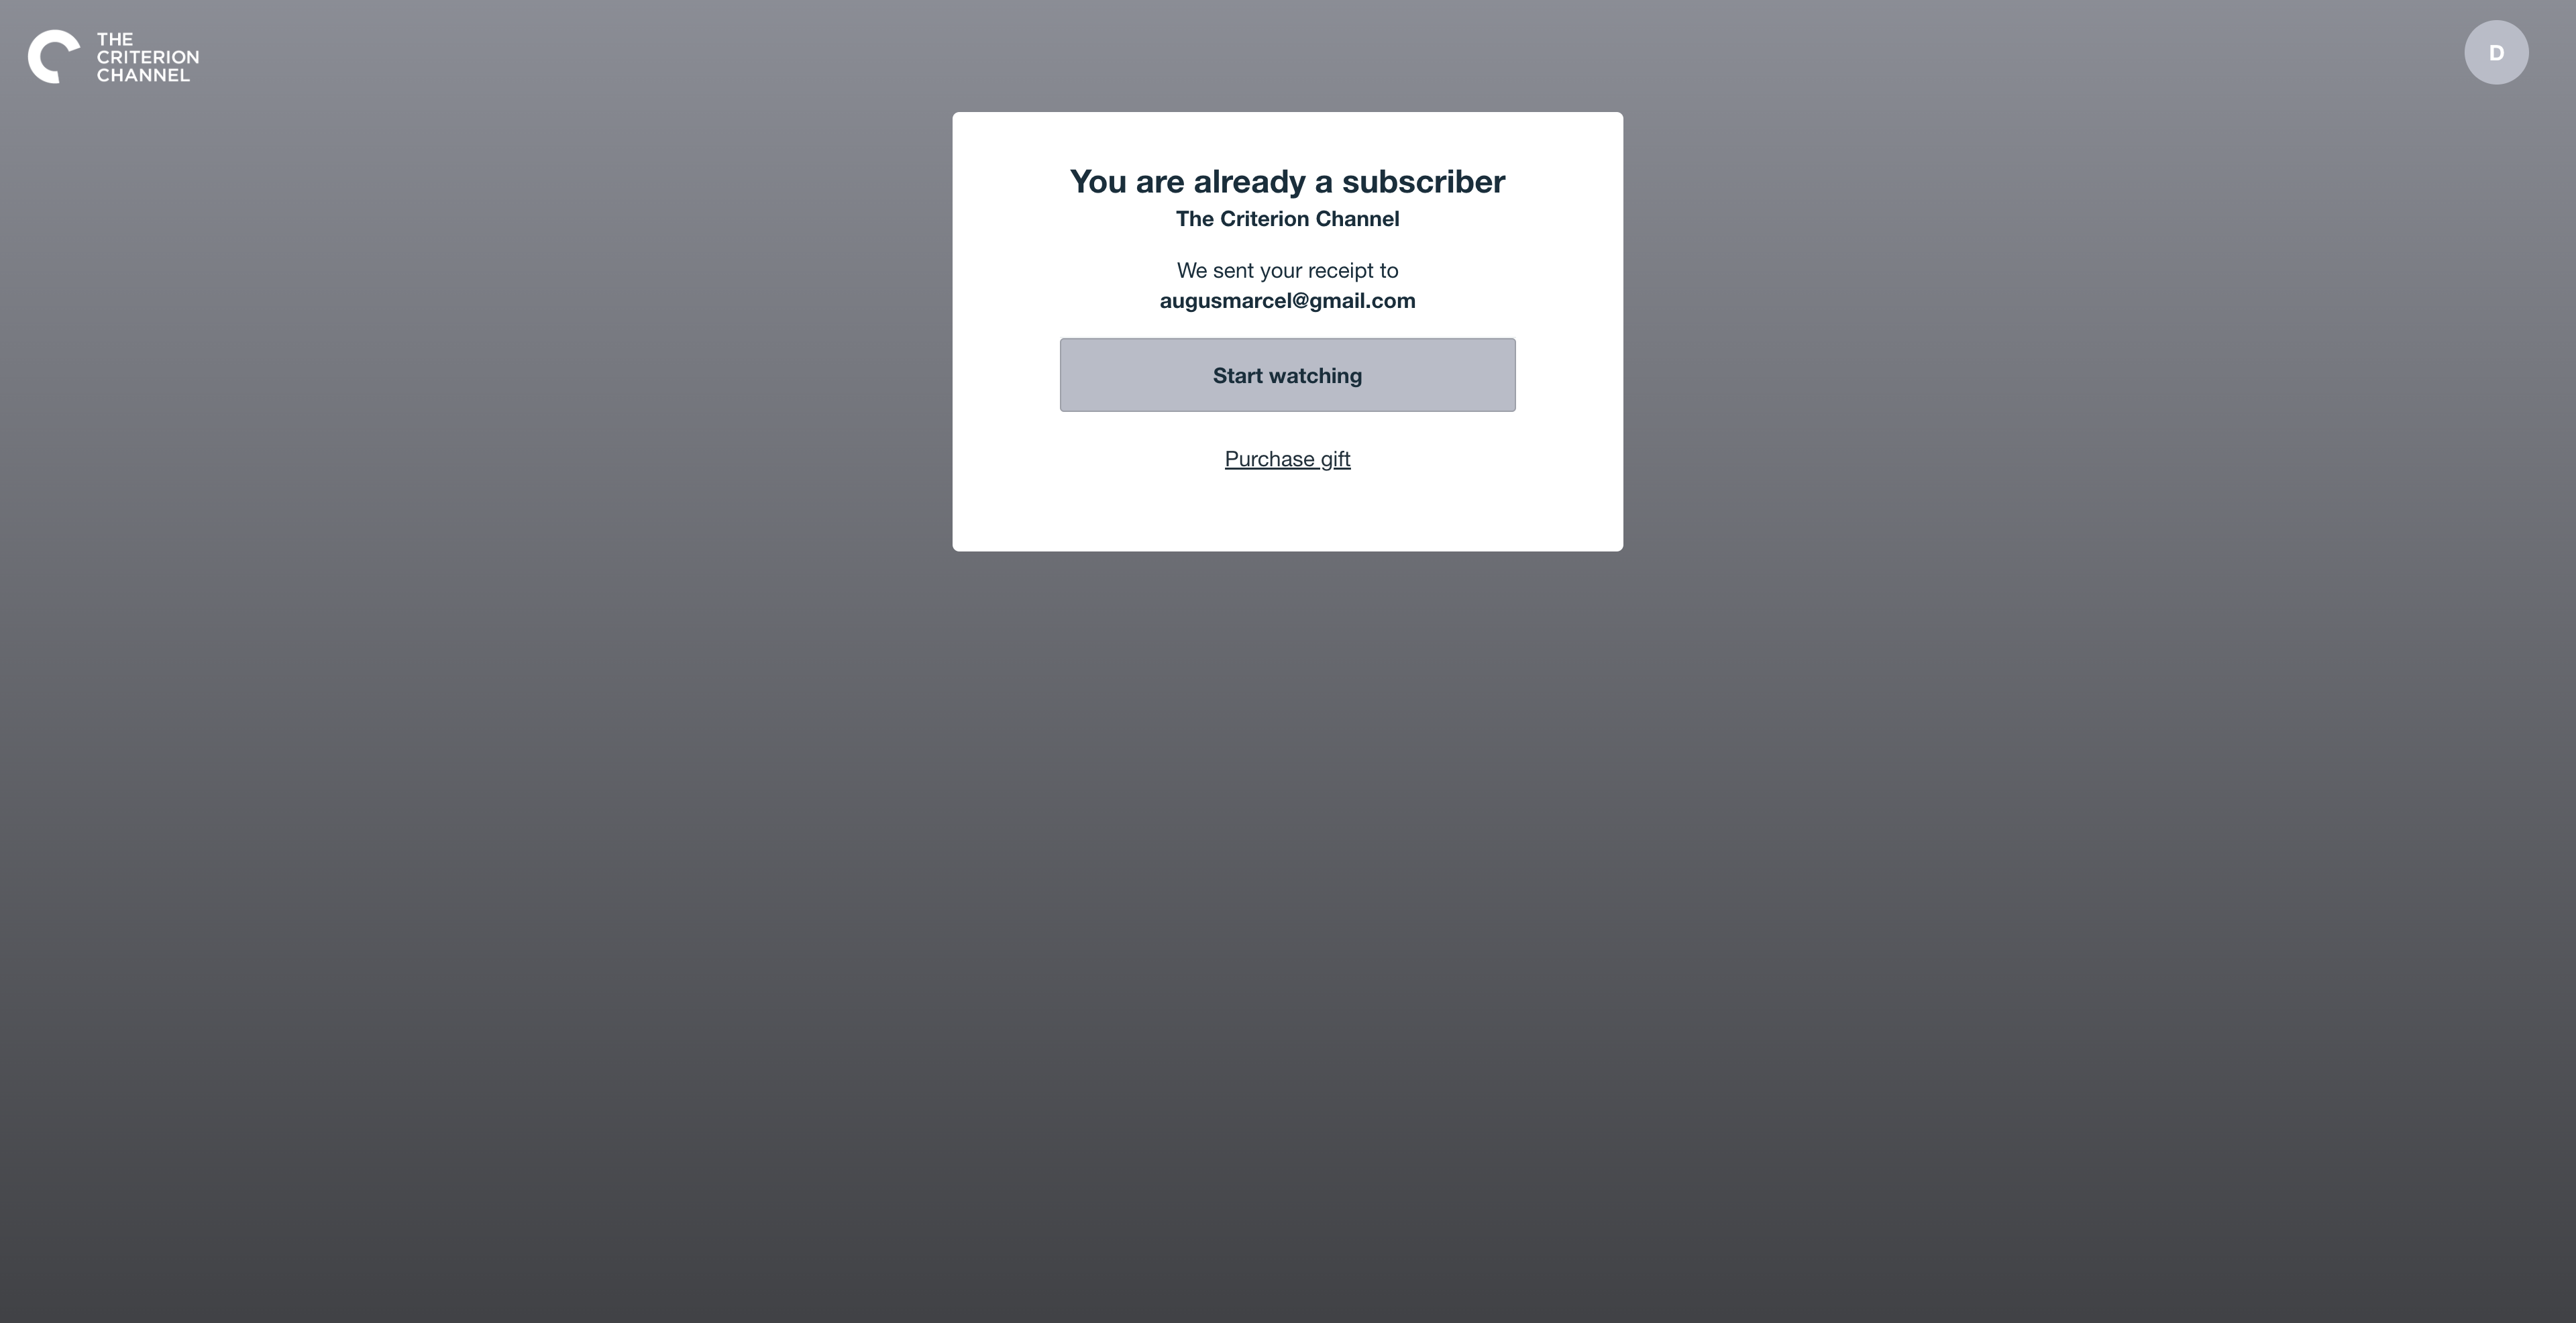 THE
CRITERION
CHANNEL
D
You are already a subscriber
The Criterion Channel
We sent your receipt to
augusmarcel@gmail.com
Start watching
Purchase gift